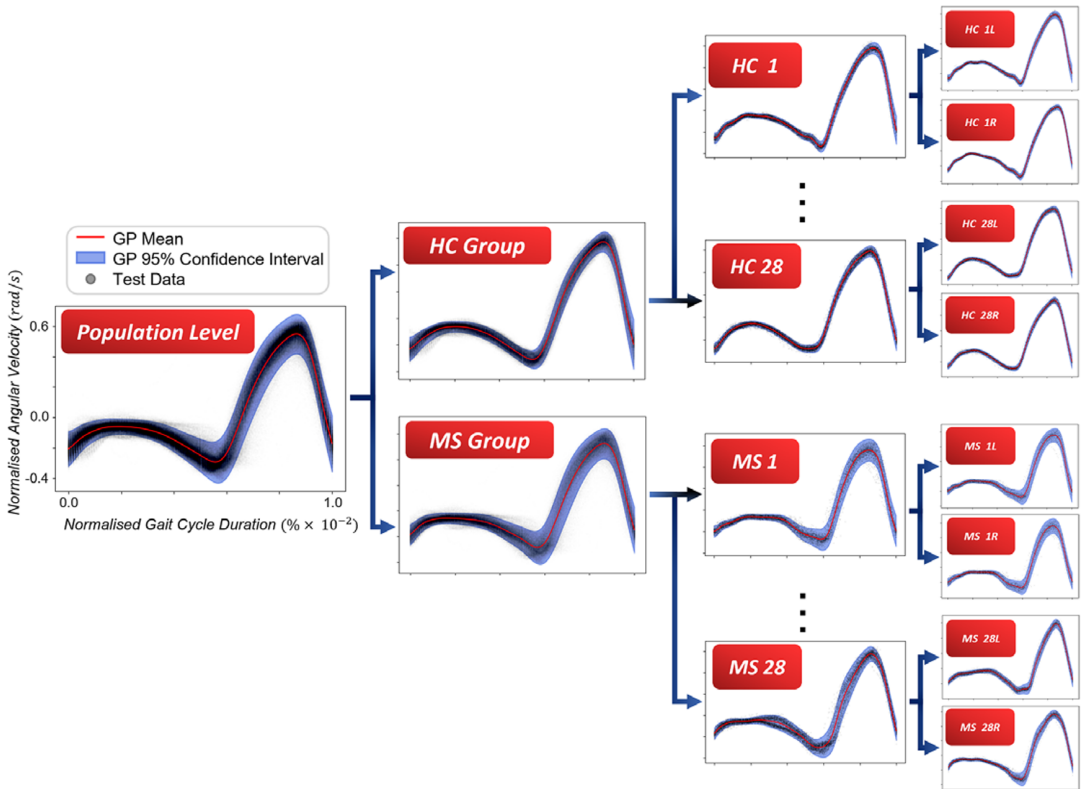 GP Mean
GP 95% Confidence Interval
Test Data
Normalised Angular Velocity (rad/s)
Population Level
0.6
0.0
-0.4
0.0
1.0
Normalised Gait Cycle Duration (% × 10⁻²)
HC Group
MS Group
HC 1
HC 28
MS 1
MS 28
HC 1L
HC 1R
HC 28L
HC 28R
MS 1L
MS 1R
MS 28L
MS 28R